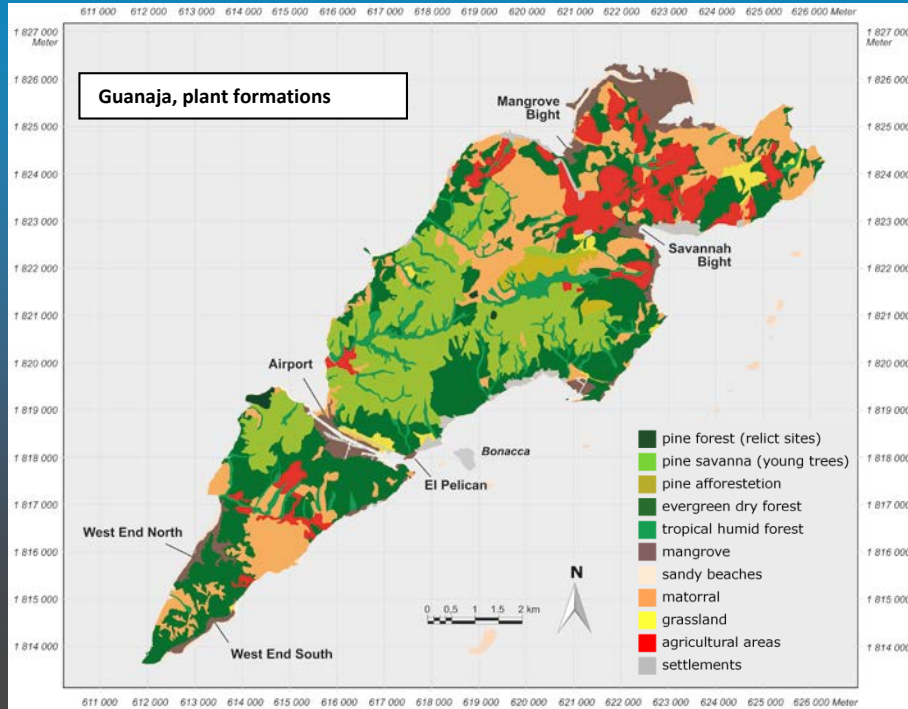 611 000 612 000 613 000 614 000 615 000 616 000 617 000 618 000 619 000 620 000 621 000 622 000 623 000 624 000 625 000 626 000 Meter
1 827 000
Meter
1 827 000
Meter
Guanaja, plant formations
1 826 000
1 826 000
Mangrove
Bight
1 825 000
1 825 000
1 824 000
1 824 000
1 823 000
1 823 000
Savannah
Bight
1 822 000
1 822 000
1 821 000
1 821 000
1 820 000
1 820 000
Airport
1 819 000
1 819 000
Bonacca
pine forest (relict sites)
1 818 000
1 818 000
pine savanna (young trees)
El Pelican
pine afforestetion
1 817 000
1 817 000
evergreen dry forest
tropical humid forest
West End North
1 816 000
1 816 000
mangrove
N
sandy beaches
matorral
1 815 000
1 815 000
0 0,5 1 1.5 2 km
grassland
West End South
agricultural areas
1 814 000
1 814 000
settlements
611 000 612 000 613 000 614 000 615 000 616 000 617 000 618 000 619 000 620 000 621 000 622 000 623 000 624 000 625 000 626 000 Meter